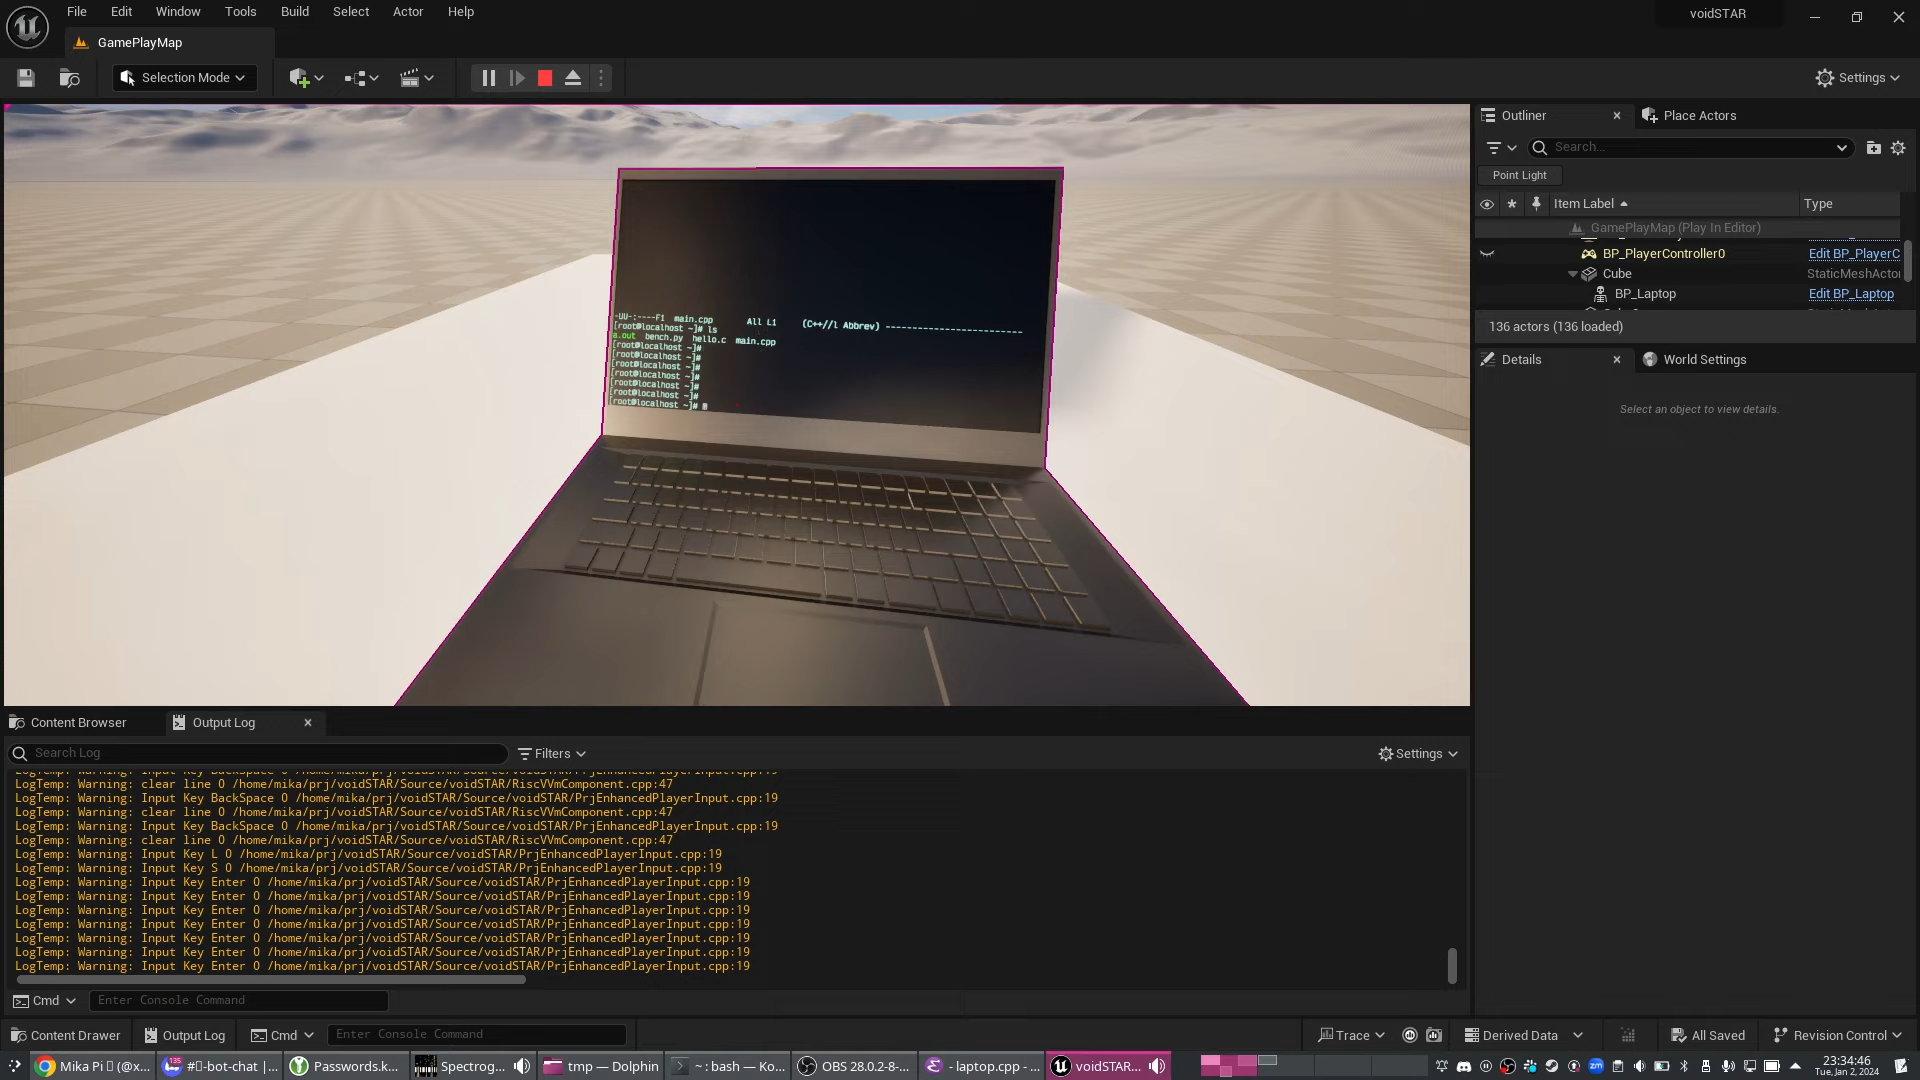 File Edit Window Tools Build Select Actor Help
voidSTAR
GamePlayMap
Selection Mode
Settings
-UU-:----F1 main.cpp All L1 (C++//l Abbrev) --------------------------
[root@localhost ~]# ls
a.out bench.py hello.c main.cpp
[root@localhost ~]#
[root@localhost ~]#
[root@localhost ~]#
[root@localhost ~]#
[root@localhost ~]#
[root@localhost ~]#
[root@localhost ~]#
Outliner
Place Actors
Search...
Point Light
Item Label Type
GamePlayMap (Play In Editor)
BP_PlayerController0 Edit BP_PlayerC
Cube StaticMeshActor
BP_Laptop Edit BP_Laptop
136 actors (136 loaded)
Details
World Settings
Select an object to view details.
Content Browser
Output Log
Search Log
Filters
Settings
LogTemp: Warning: Input Key BackSpace 0 /home/mika/prj/voidSTAR/Source/voidSTAR/PrjEnhancedPlayerInput.cpp:19
LogTemp: Warning: clear line 0 /home/mika/prj/voidSTAR/Source/voidSTAR/RiscVVmComponent.cpp:47
LogTemp: Warning: Input Key BackSpace 0 /home/mika/prj/voidSTAR/Source/voidSTAR/PrjEnhancedPlayerInput.cpp:19
LogTemp: Warning: clear line 0 /home/mika/prj/voidSTAR/Source/voidSTAR/RiscVVmComponent.cpp:47
LogTemp: Warning: Input Key BackSpace 0 /home/mika/prj/voidSTAR/Source/voidSTAR/PrjEnhancedPlayerInput.cpp:19
LogTemp: Warning: clear line 0 /home/mika/prj/voidSTAR/Source/voidSTAR/RiscVVmComponent.cpp:47
LogTemp: Warning: Input Key L 0 /home/mika/prj/voidSTAR/Source/voidSTAR/PrjEnhancedPlayerInput.cpp:19
LogTemp: Warning: Input Key S 0 /home/mika/prj/voidSTAR/Source/voidSTAR/PrjEnhancedPlayerInput.cpp:19
LogTemp: Warning: Input Key Enter 0 /home/mika/prj/voidSTAR/Source/voidSTAR/PrjEnhancedPlayerInput.cpp:19
LogTemp: Warning: Input Key Enter 0 /home/mika/prj/voidSTAR/Source/voidSTAR/PrjEnhancedPlayerInput.cpp:19
LogTemp: Warning: Input Key Enter 0 /home/mika/prj/voidSTAR/Source/voidSTAR/PrjEnhancedPlayerInput.cpp:19
LogTemp: Warning: Input Key Enter 0 /home/mika/prj/voidSTAR/Source/voidSTAR/PrjEnhancedPlayerInput.cpp:19
LogTemp: Warning: Input Key Enter 0 /home/mika/prj/voidSTAR/Source/voidSTAR/PrjEnhancedPlayerInput.cpp:19
LogTemp: Warning: Input Key Enter 0 /home/mika/prj/voidSTAR/Source/voidSTAR/PrjEnhancedPlayerInput.cpp:19
LogTemp: Warning: Input Key Enter 0 /home/mika/prj/voidSTAR/Source/voidSTAR/PrjEnhancedPlayerInput.cpp:19
Cmd Enter Console Command
Content Drawer Output Log Cmd Enter Console Command Trace Derived Data All Saved Revision Control
Mika Pi (@x... 135 -bot-chat |... Passwords.k... Spectrog... tmp — Dolphin ~ : bash — Ko... OBS 28.0.2-8-... - laptop.cpp - ... voidSTAR...
23:34:46
Tue, Jan 2, 2024